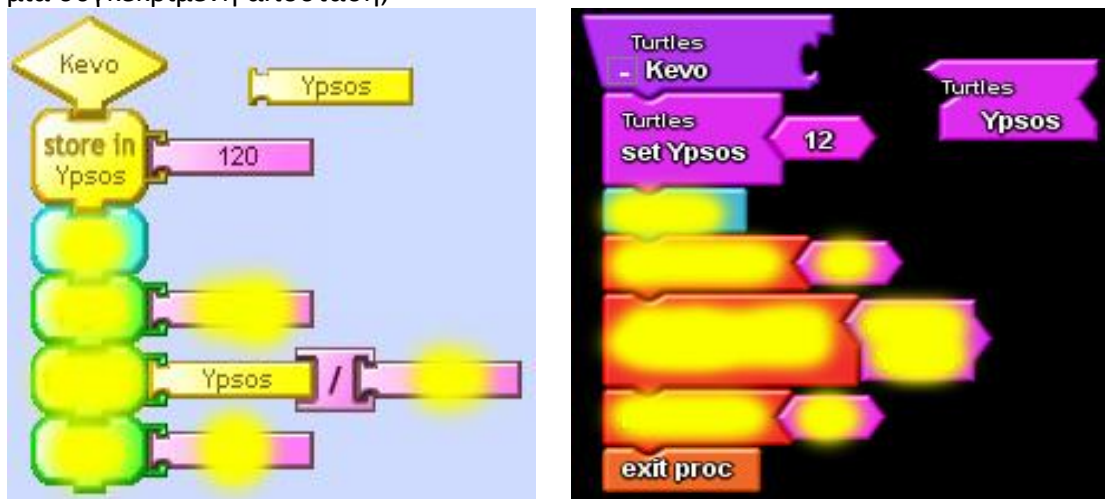 μια συγκεκριμένη απόσταση)
Kevo
Ypsos
store in
Ypsos
120
Ypsos /
Turtles
- Kevo
Turtles
Ypsos
Turtles
set Ypsos
12
exit proc